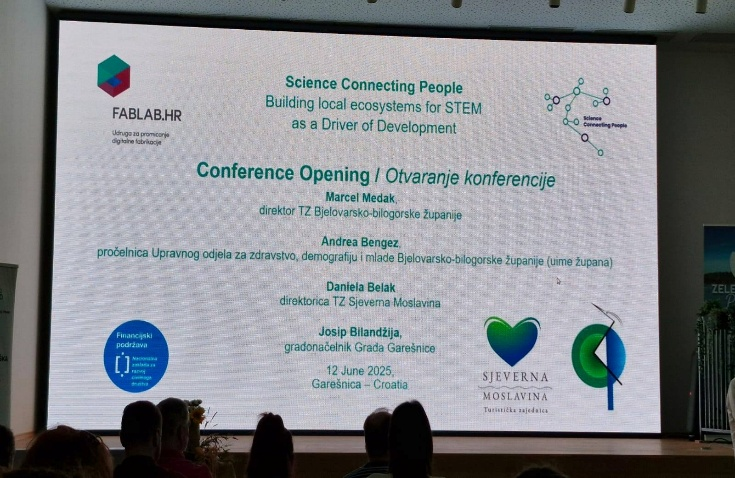 FABLAB.HR
Udruga za promicanje
digitalne fabrikacije
Science Connecting People
Building local ecosystems for STEM
as a Driver of Development
Science
Connecting People
Conference Opening / Otvaranje konferencije
Marcel Medak,
direktor TZ Bjelovarsko-bilogorske županije
Andrea Bengez,
pročelnica Upravnog odjela za zdravstvo, demografiju i mlade Bjelovarsko-bilogorske županije (uime župana)
Daniela Belak
direktorica TZ Sjeverna Moslavina
Josip Bilandžija,
gradonačelnik Grada Garešnice
12 June 2025,
Garešnica – Croatia
Financijski
podržava
Nacionalna
zaklada za
razvoj
civilnoga
društva
SJEVERNA
MOSLAVINA
Turistička zajednica